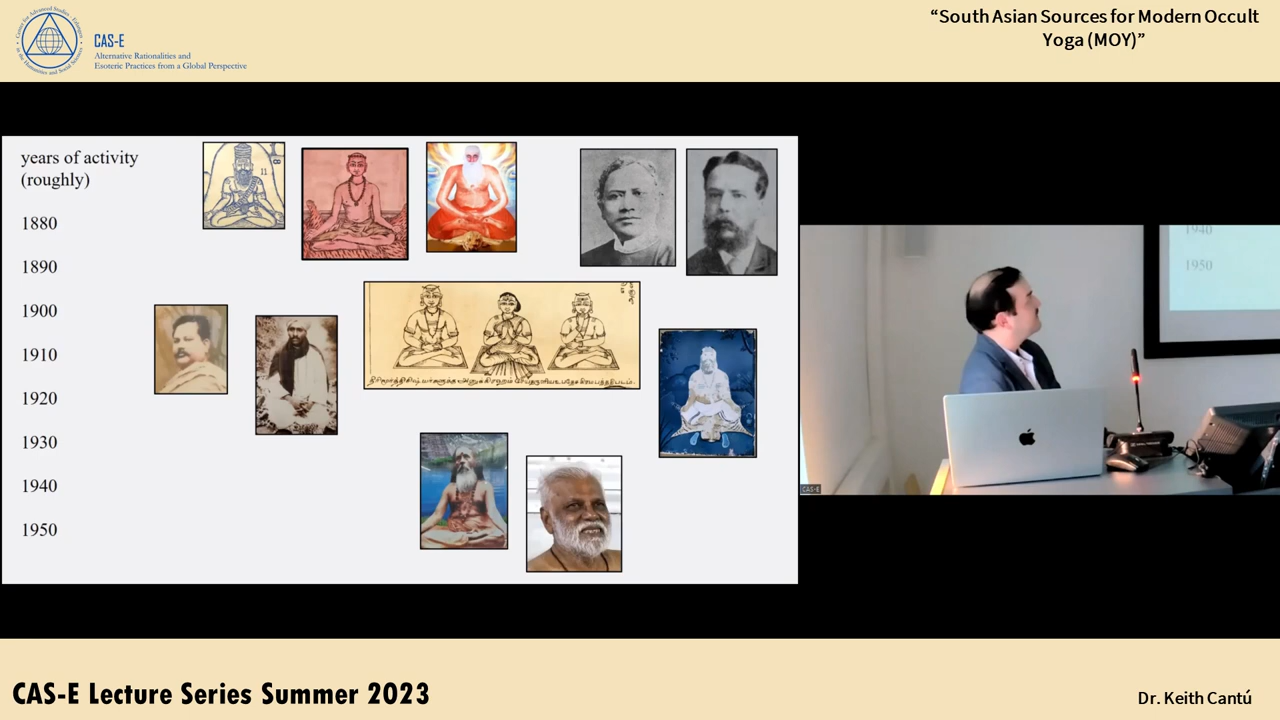 CAS-E
Alternative Rationalities and
Esoteric Practices from a Global Perspective
“South Asian Sources for Modern Occult
Yoga (MOY)”
years of activity
(roughly)
1880
1890
1900
1910
1920
1930
1940
1950
11
1940
1950
CAS-E
CAS-E Lecture Series Summer 2023
Dr. Keith Cantú